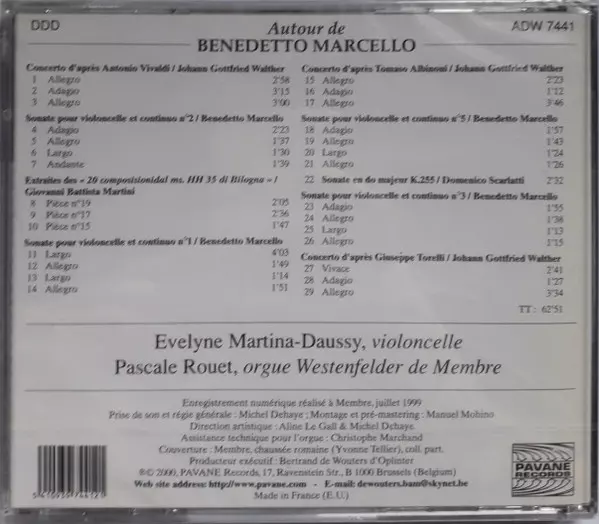 DDD
Autour de
ADW 7441
BENEDETTO MARCELLO
Concerto d'après Antonio Vivaldi / Johann Gottfried Walther
1 Allegro 2'58
2 Adagio 3'15
3 Allegro 3'00
Sonate pour violoncelle et continuo n°2 / Benedetto Marcello
4 Adagio 2'23
5 Allegro 1'37
6 Largo 1'30
7 Andante 1'39
Extraites des « 20 composisionidal ms. HH 35 di Bilogna » /
Giovanni Battista Martini
8 Pièce n°19 2'05
9 Pièce n°17 2'36
10 Pièce n°15 1'47
Sonate pour violoncelle et continuo n°1 / Benedetto Marcello
11 Largo 4'03
12 Allegro 1'49
13 Largo 1'14
14 Allegro 1'51
Concerto d'après Tomaso Albinoni / Johann Gottfried Walther
15 Allegro 2'23
16 Adagio 1'12
17 Allegro 3'46
Sonate pour violoncelle et continuo n°5 / Benedetto Marcello
18 Adagio 1'57
19 Allegro 1'43
20 Largo 1'24
21 Allegro 1'26
22 Sonate en do majeur K.255 / Domenico Scarlatti 2'32
Sonate pour violoncelle et continuo n°3 / Benedetto Marcello
23 Adagio 1'55
24 Allegro 1'38
25 Largo 1'13
26 Allegro 1'15
Concerto d'après Giuseppe Torelli / Johann Gottfried Walther
27 Vivace 2'41
28 Adagio 1'27
29 Allegro 3'34
TT : 62'51
Evelyne Martina-Daussy, violoncelle
Pascale Rouet, orgue Westenfelder de Membre
Enregistrement numérique réalisé à Membre, juillet 1999
Prise de son et régie générale : Michel Dehaye ; Montage et pré-mastering : Manuel Mobino
Direction artistique : Aline Le Gall & Michel Dehaye
Assistance technique pour l'orgue : Christophe Marchand
Couverture : Membre, chaussée romaine (Yvonne Tellier), coll. part.
Producteur exécutif : Bertrand de Wouters d'Oplinter
℗© 2000, PAVANE Records, 17, Ravenstein Str., B 1000 Brussels (Belgium)
Web site address: http://www.pavane.com - E-mail: dewouters.bam@skynet.be
Made in France (E.U.)
PAVANE
RECORDS